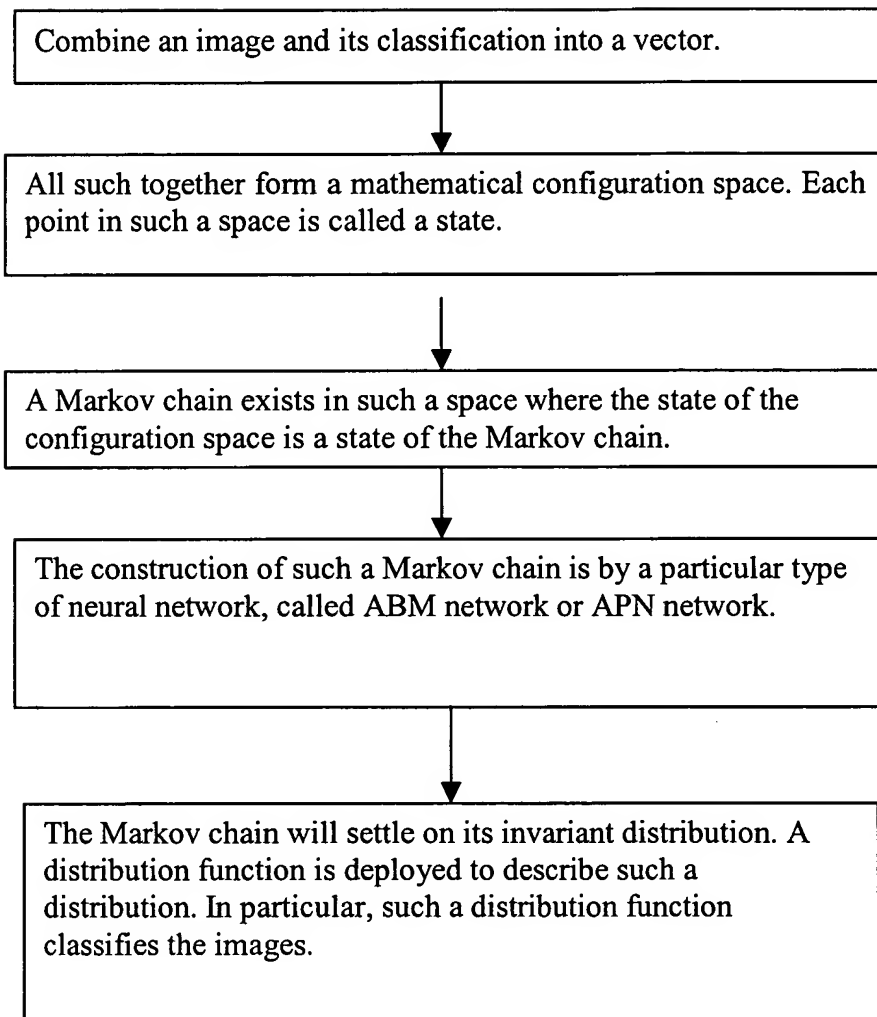 Combine an image and its classification into a vector.
All such together form a mathematical configuration space. Each
point in such a space is called a state.
A Markov chain exists in such a space where the state of the
configuration space is a state of the Markov chain.
The construction of such a Markov chain is by a particular type
of neural network, called ABM network or APN network.
The Markov chain will settle on its invariant distribution. A
distribution function is deployed to describe such a
distribution. In particular, such a distribution function
classifies the images.